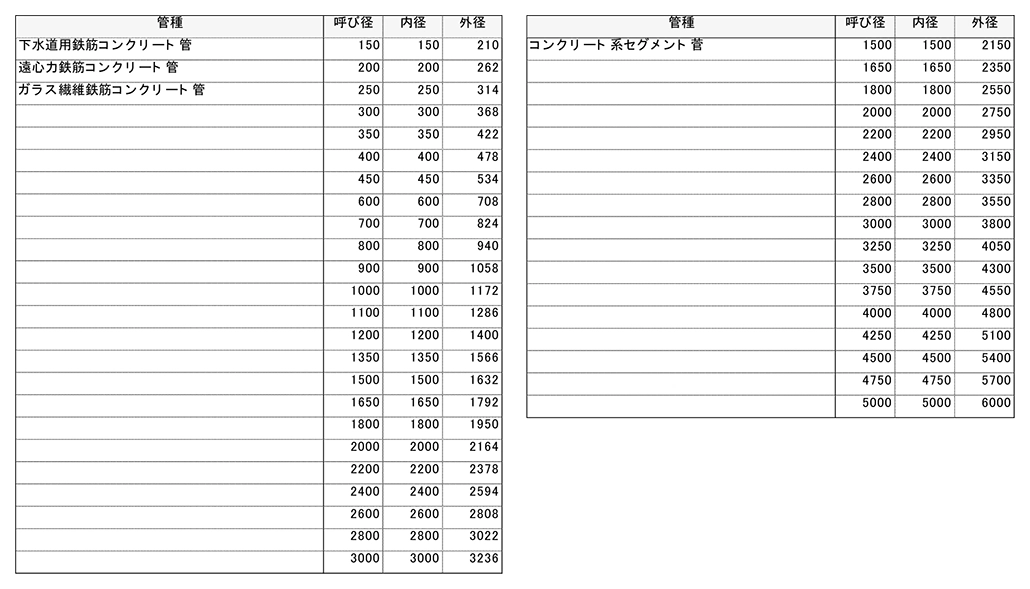 管種 呼び径 内径 外径
下水道用鉄筋コンクリート管 150 150 210
遠心力鉄筋コンクリート管 200 200 262
ガラス繊維鉄筋コンクリート管 250 250 314
300 300 368
350 350 422
400 400 478
450 450 534
600 600 708
700 700 824
800 800 940
900 900 1058
1000 1000 1172
1100 1100 1286
1200 1200 1400
1350 1350 1566
1500 1500 1632
1650 1650 1792
1800 1800 1950
2000 2000 2164
2200 2200 2378
2400 2400 2594
2600 2600 2808
2800 2800 3022
3000 3000 3236
管種 呼び径 内径 外径
コンクリート系セグメント菅 1500 1500 2150
1650 1650 2350
1800 1800 2550
2000 2000 2750
2200 2200 2950
2400 2400 3150
2600 2600 3350
2800 2800 3550
3000 3000 3800
3250 3250 4050
3500 3500 4300
3750 3750 4550
4000 4000 4800
4250 4250 5100
4500 4500 5400
4750 4750 5700
5000 5000 6000